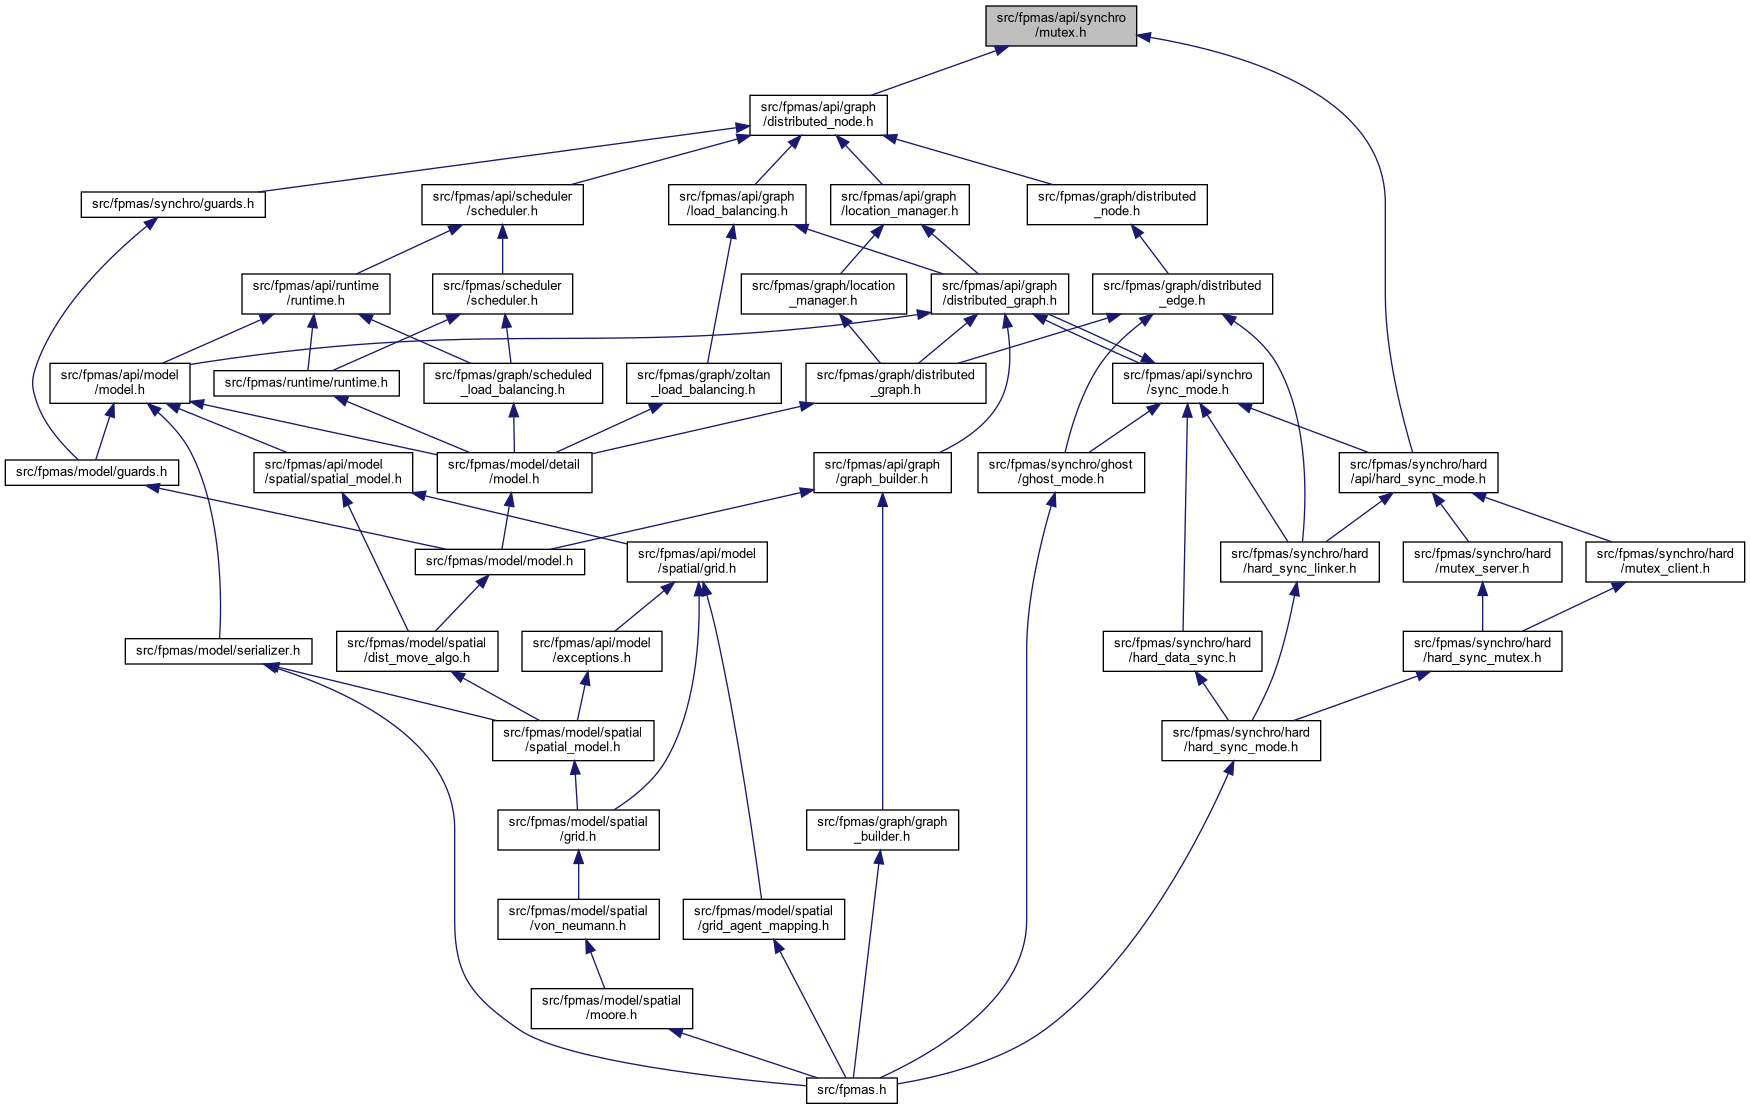 src/fpmas/api/synchro
/mutex.h
src/fpmas/api/graph
/distributed_node.h
src/fpmas/synchro/guards.h
src/fpmas/api/scheduler
/scheduler.h
src/fpmas/api/graph
/load_balancing.h
src/fpmas/api/graph
/location_manager.h
src/fpmas/graph/distributed
_node.h
src/fpmas/api/runtime
/runtime.h
src/fpmas/scheduler
/scheduler.h
src/fpmas/graph/location
_manager.h
src/fpmas/api/graph
/distributed_graph.h
src/fpmas/graph/distributed
_edge.h
src/fpmas/api/model
/model.h
src/fpmas/runtime/runtime.h
src/fpmas/graph/scheduled
_load_balancing.h
src/fpmas/graph/zoltan
_load_balancing.h
src/fpmas/graph/distributed
_graph.h
src/fpmas/api/synchro
/sync_mode.h
src/fpmas/model/guards.h
src/fpmas/api/model
/spatial/spatial_model.h
src/fpmas/model/detail
/model.h
src/fpmas/api/graph
/graph_builder.h
src/fpmas/synchro/ghost
/ghost_mode.h
src/fpmas/synchro/hard
/api/hard_sync_mode.h
src/fpmas/model/model.h
src/fpmas/api/model
/spatial/grid.h
src/fpmas/synchro/hard
/hard_sync_linker.h
src/fpmas/synchro/hard
/mutex_server.h
src/fpmas/synchro/hard
/mutex_client.h
src/fpmas/model/serializer.h
src/fpmas/model/spatial
/dist_move_algo.h
src/fpmas/api/model
/exceptions.h
src/fpmas/synchro/hard
/hard_data_sync.h
src/fpmas/synchro/hard
/hard_sync_mutex.h
src/fpmas/model/spatial
/spatial_model.h
src/fpmas/synchro/hard
/hard_sync_mode.h
src/fpmas/model/spatial
/grid.h
src/fpmas/graph/graph
_builder.h
src/fpmas/model/spatial
/von_neumann.h
src/fpmas/model/spatial
/grid_agent_mapping.h
src/fpmas/model/spatial
/moore.h
src/fpmas.h